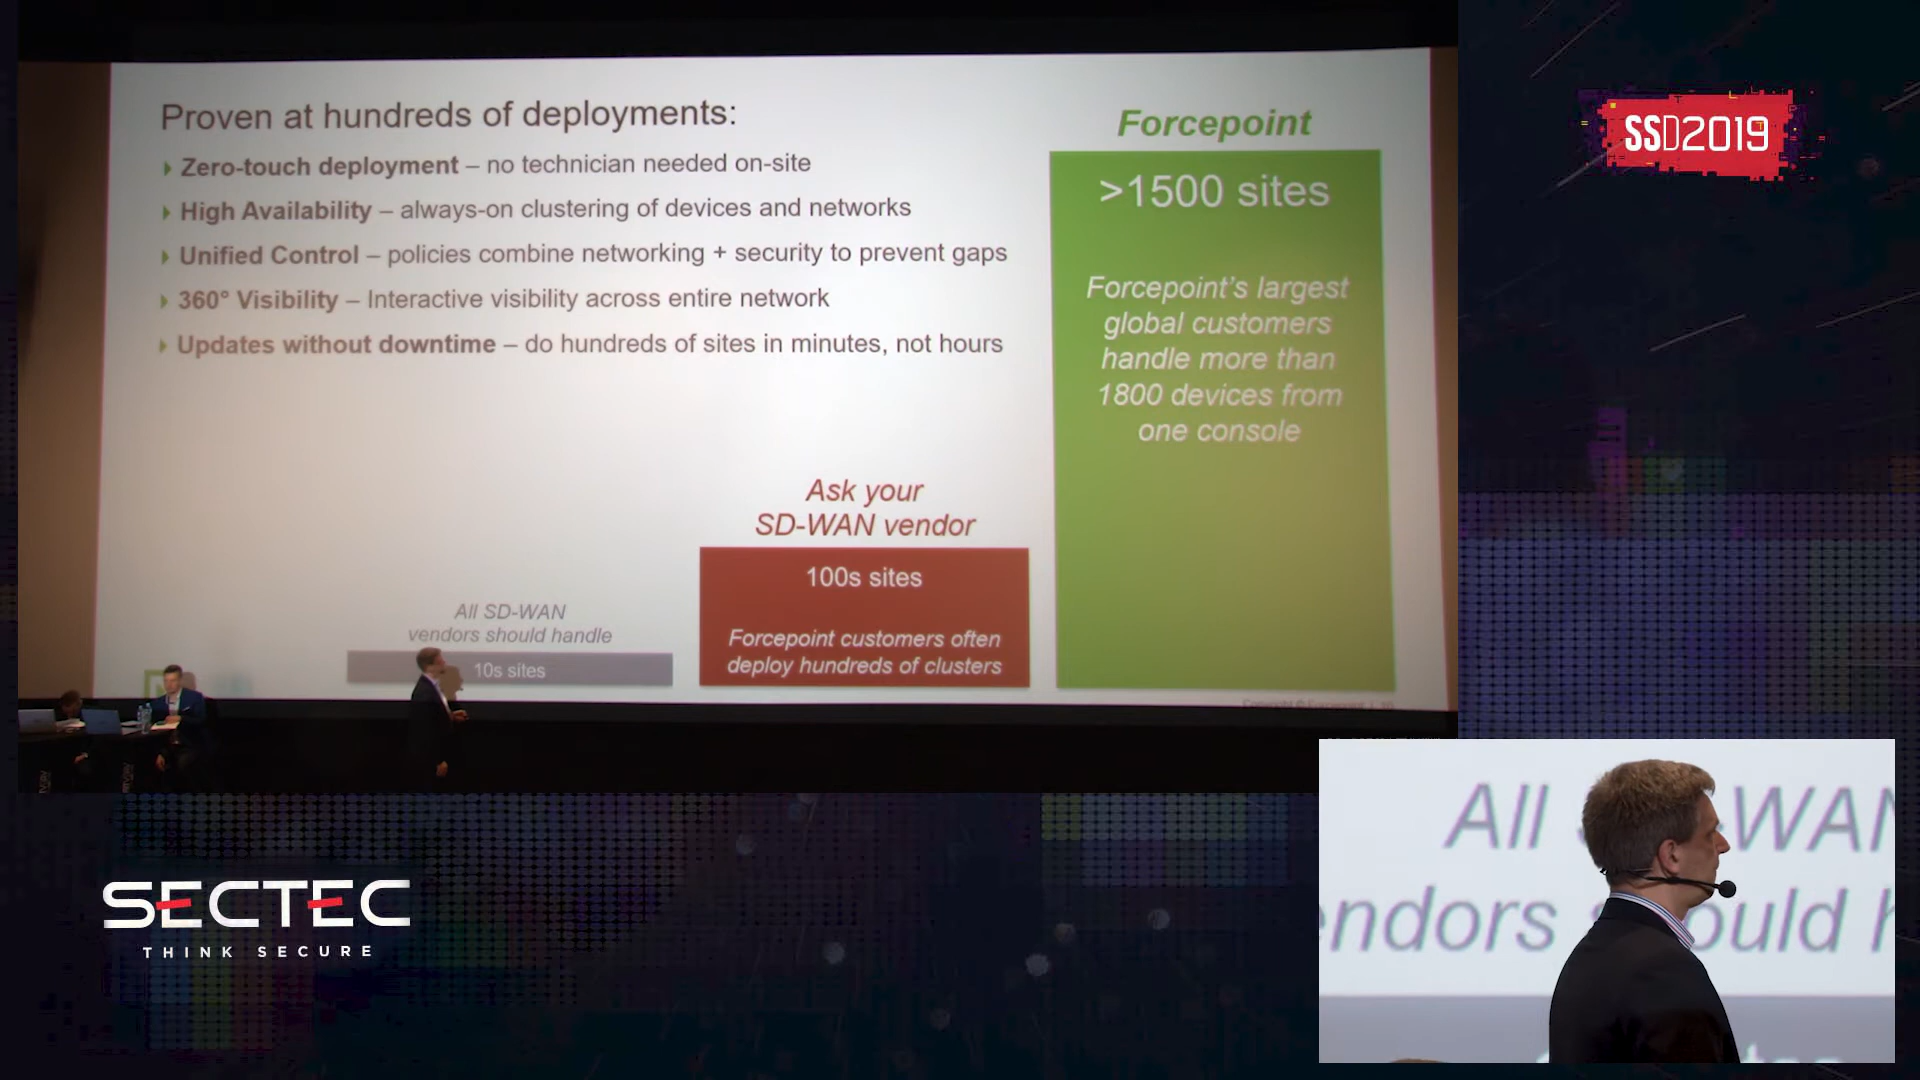 Proven at hundreds of deployments:
Zero-touch deployment – no technician needed on-site
High Availability – always-on clustering of devices and networks
Unified Control – policies combine networking + security to prevent gaps
360° Visibility – Interactive visibility across entire network
Updates without downtime – do hundreds of sites in minutes, not hours
All SD-WAN
vendors should handle
10s sites
Ask your
SD-WAN vendor
100s sites
Forcepoint customers often
deploy hundreds of clusters
Forcepoint
>1500 sites
Forcepoint's largest
global customers
handle more than
1800 devices from
one console
SSD2019
SECTEC
THINK SECURE
All WAN
endors ould h